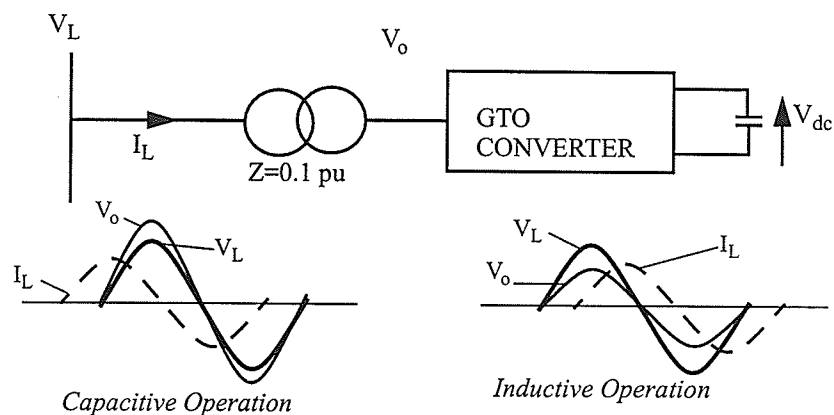 V_L
V_o
I_L
Z=0.1 pu
GTO
CONVERTER
V_dc
V_o
V_L
I_L
Capacitive Operation
V_L
I_L
V_o
Inductive Operation